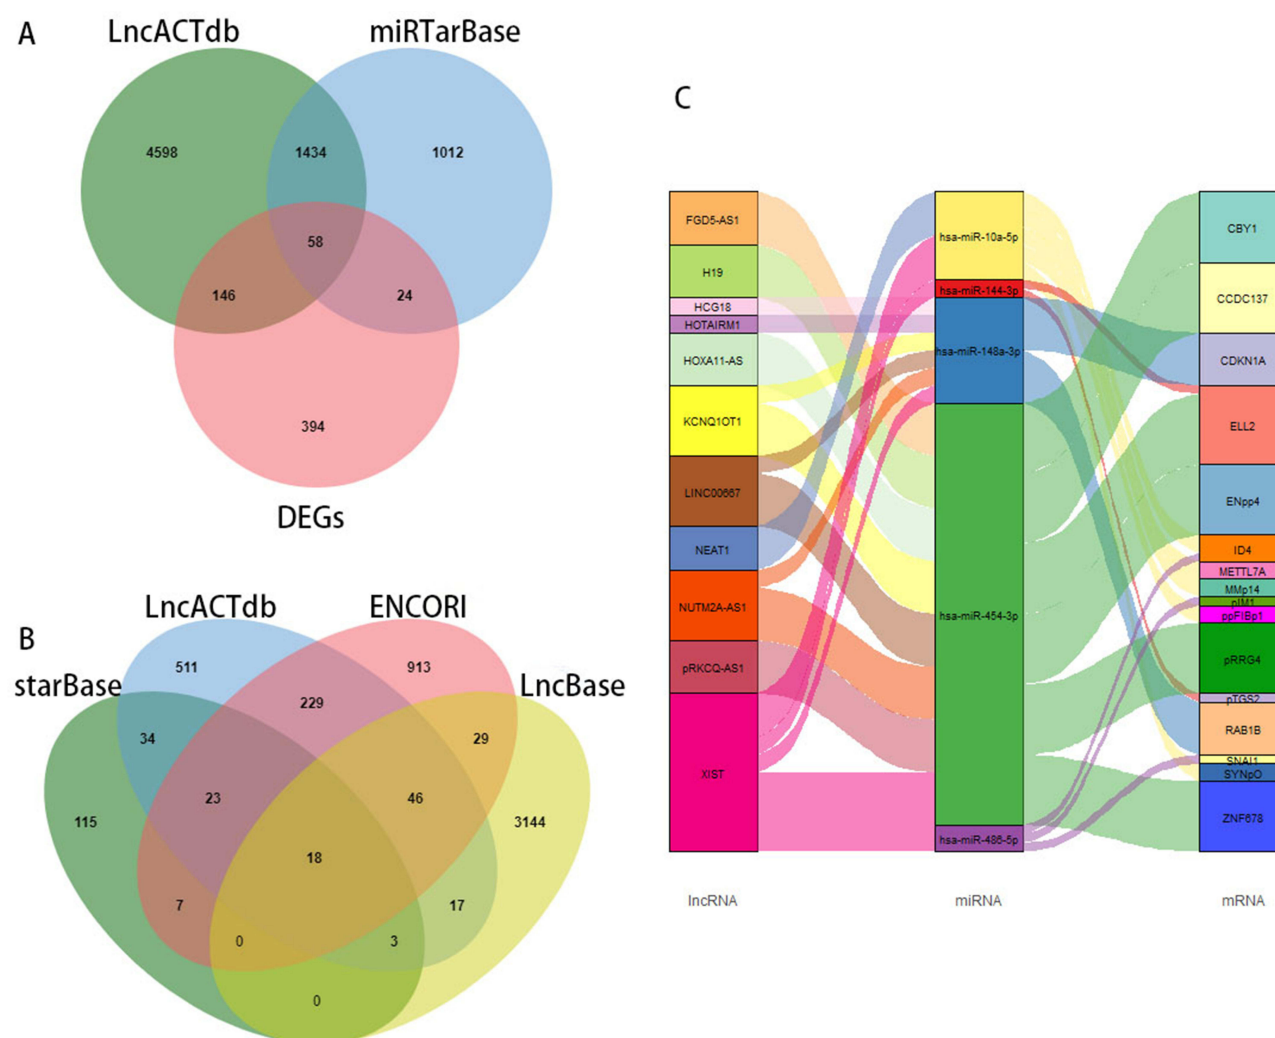 A
LncACTdb
miRTarBase
4598
1434
1012
58
146
24
394
DEGs
B
LncACTdb
ENCORI
starBase
LncBase
511
913
229
34
29
23
46
115
3144
18
7
17
0
3
0
C
FGD5-AS1
H19
HCG18
HOTAIRM1
HOXA11-AS
KCNQ1OT1
LINC00667
NEAT1
NUTM2A-AS1
pRKCQ-AS1
XIST
lncRNA
hsa-miR-10a-5p
hsa-miR-144-3p
hsa-miR-148a-3p
hsa-miR-454-3p
hsa-miR-486-5p
miRNA
CBY1
CCDC137
CDKN1A
ELL2
ENpp4
ID4
METTL7A
MMp14
pIM1
ppFIBp1
pRRG4
pTGS2
RAB1B
SNAI1
SYNpO
ZNF678
mRNA